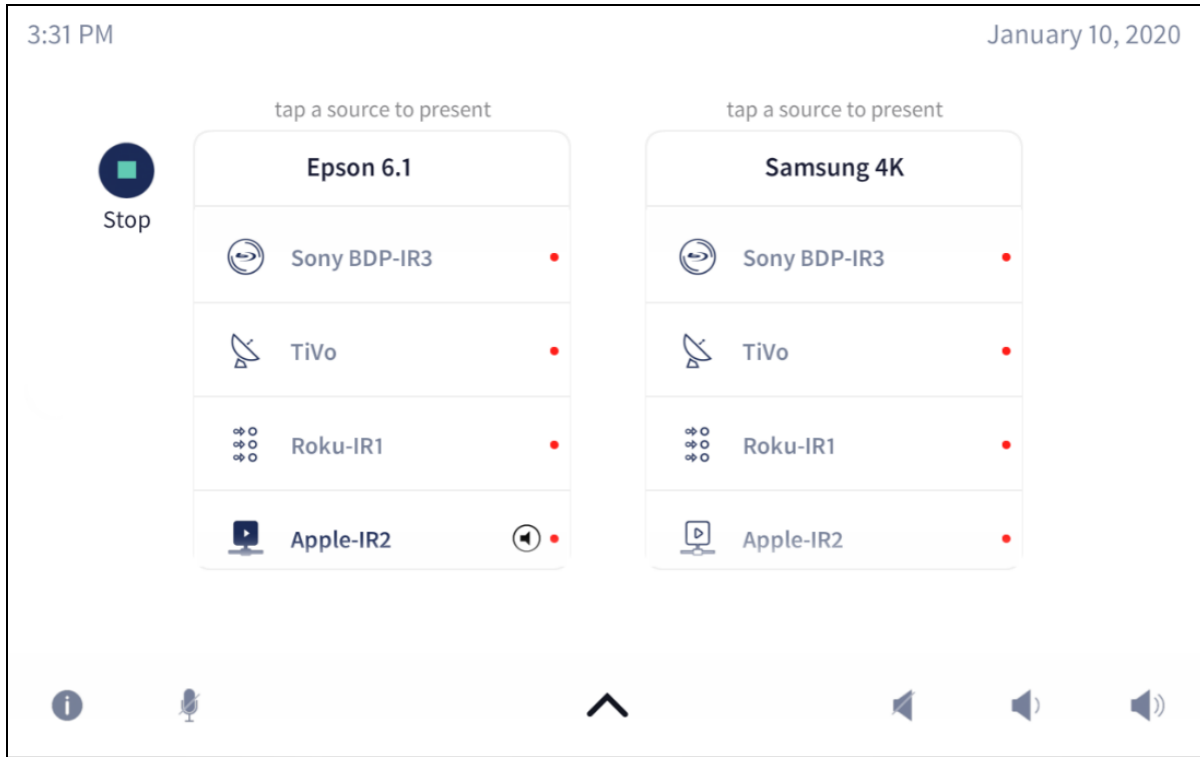 3:31 PM
January 10, 2020
tap a source to present
tap a source to present
Stop
Epson 6.1
Sony BDP-IR3
TiVo
Roku-IR1
Apple-IR2
Samsung 4K
Sony BDP-IR3
TiVo
Roku-IR1
Apple-IR2